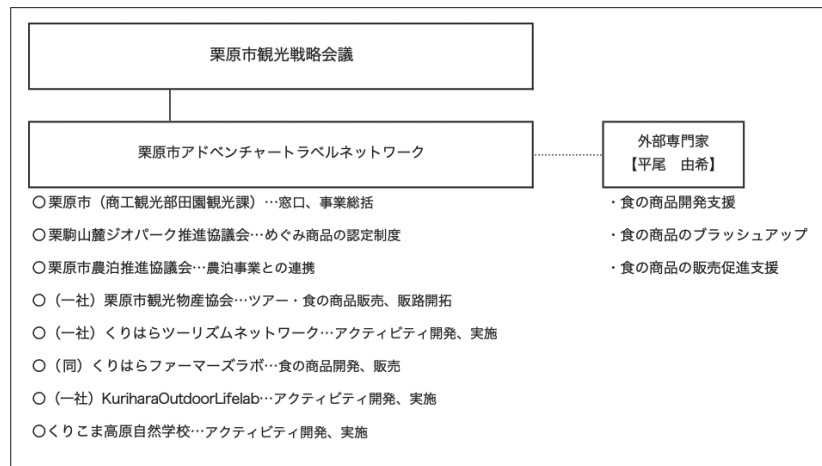 栗原市観光戦略会議
栗原市アドベンチャートラベルネットワーク
外部専門家
【平尾　由希】
〇栗原市（商工観光部田園観光課）…窓口、事業総括
〇栗駒山麓ジオパーク推進協議会…めぐみ商品の認定制度
〇栗原市農泊推進協議会…農泊事業との連携
〇（一社）栗原市観光物産協会…ツアー・食の商品販売、販路開拓
〇（一社）くりはらツーリズムネットワーク…アクティビティ開発、実施
〇（同）くりはらファーマーズラボ…食の商品開発、販売
〇（一社）KuriharaOutdoorLifelab…アクティビティ開発、実施
〇くりこま高原自然学校…アクティビティ開発、実施
・食の商品開発支援
・食の商品のブラッシュアップ
・食の商品の販売促進支援